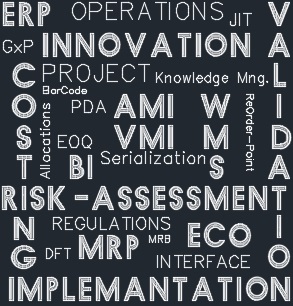 ERP OPERATIONS JIT
GxP INNOVATION
VALIDATION
COSTING
PROJECT Knowledge Mng.
BarCode
Allocations
PDA AMI WMS
Reorder-Point
EOQ VMI
BI Serialization
RISK-ASSESSMENT
REGULATIONS ECO
DFT MRP MRB
INTERFACE
IMPLEMANTATION